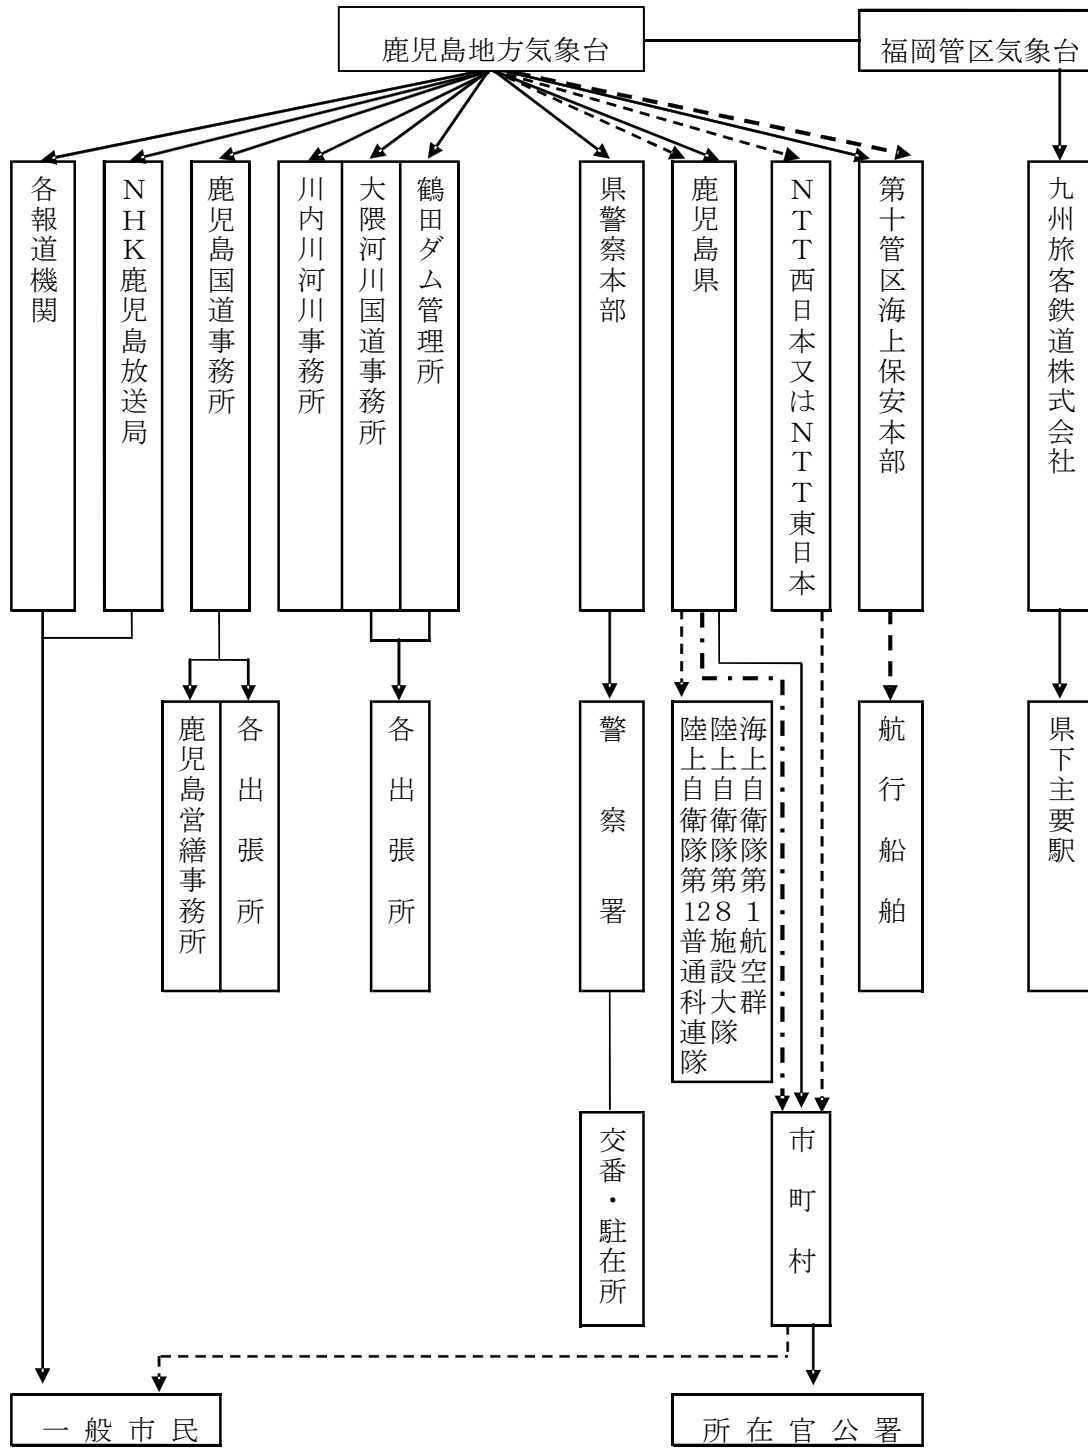 鹿児島地方気象台
福岡管区気象台
各報道機関
NHK鹿児島放送局
鹿児島国道事務所
川内川河川事務所
大隈河川国道事務所
鶴田ダム管理所
県警察本部
鹿児島県
NTT西日本又はNTT東日本
第十管区海上保安本部
九州旅客鉄道株式会社
鹿児島営繕事務所
各出張所
各出張所
警察署
陸上自衛隊第12普通科連隊
陸上自衛隊第8施設大隊
海上自衛隊第1航空群
航行船舶
県下主要駅
交番・駐在所
市町村
一般市民
所在官公署